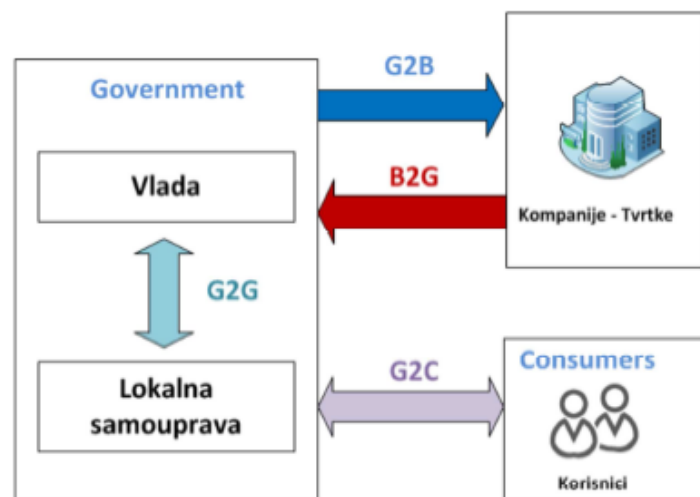 Government
Vlada
G2G
Lokalna
samouprava
G2B
B2G
G2C
Kompanije - Tvrtke
Consumers
Korisnici